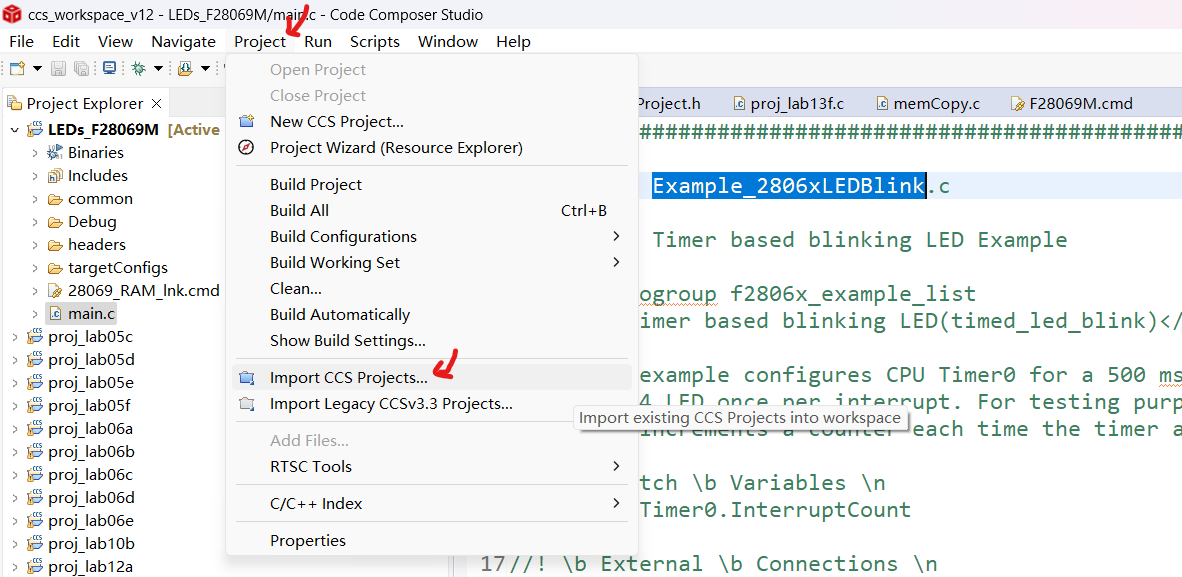 ccs_workspace_v12 - LEDs_F28069M/main.c - Code Composer Studio
File Edit View Navigate Project Run Scripts Window Help
Project Explorer
LEDs_F28069M [Active
Binaries
Includes
common
Debug
headers
targetConfigs
28069_RAM_lnk.cmd
main.c
proj_lab05c
proj_lab05d
proj_lab05e
proj_lab05f
proj_lab06a
proj_lab06b
proj_lab06c
proj_lab06d
proj_lab06e
proj_lab10b
proj_lab12a
Open Project
Close Project
New CCS Project...
Project Wizard (Resource Explorer)
Build Project
Build All Ctrl+B
Build Configurations
Build Working Set
Clean...
Build Automatically
Show Build Settings...
Import CCS Projects...
Import Legacy CCSv3.3 Projects...
Add Files...
RTSC Tools
C/C++ Index
Properties
Import existing CCS Projects into workspace
Project.h proj_lab13f.c memCopy.c F28069M.cmd
##########################################
Example_2806xLEDBlink.c
Timer based blinking LED Example
ogroup f2806x_example_list
imer based blinking LED(timed_led_blink)</
example configures CPU Timer0 for a 500 ms
4 LED once per interrupt. For testing purp
increments a counter each time the timer a
tch \b Variables \n
Timer0.InterruptCount
17 //! \b External \b Connections \n